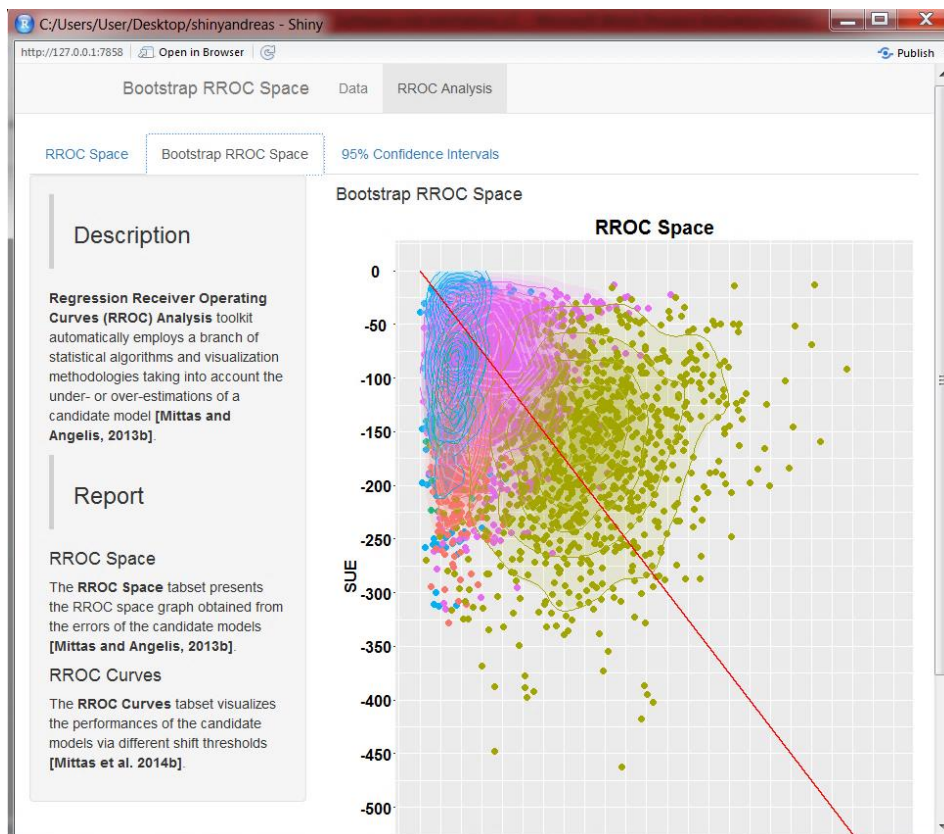 C:/Users/User/Desktop/shinyandreas - Shiny
http://127.0.0.1:7858
Open in Browser
Publish
Bootstrap RROC Space
Data
RROC Analysis
RROC Space
Bootstrap RROC Space
95% Confidence Intervals
Description
Regression Receiver Operating
Curves (RROC) Analysis toolkit
automatically employs a branch of
statistical algorithms and visualization
methodologies taking into account the
under- or over-estimations of a
candidate model [Mittas and
Angelis, 2013b].
Report
RROC Space
The RROC Space tabset presents
the RROC space graph obtained from
the errors of the candidate models
[Mittas and Angelis, 2013b].
RROC Curves
The RROC Curves tabset visualizes
the performances of the candidate
models via different shift thresholds
[Mittas et al. 2014b].
Bootstrap RROC Space
RROC Space
SUE
0
-50
-100
-150
-200
-250
-300
-350
-400
-450
-500